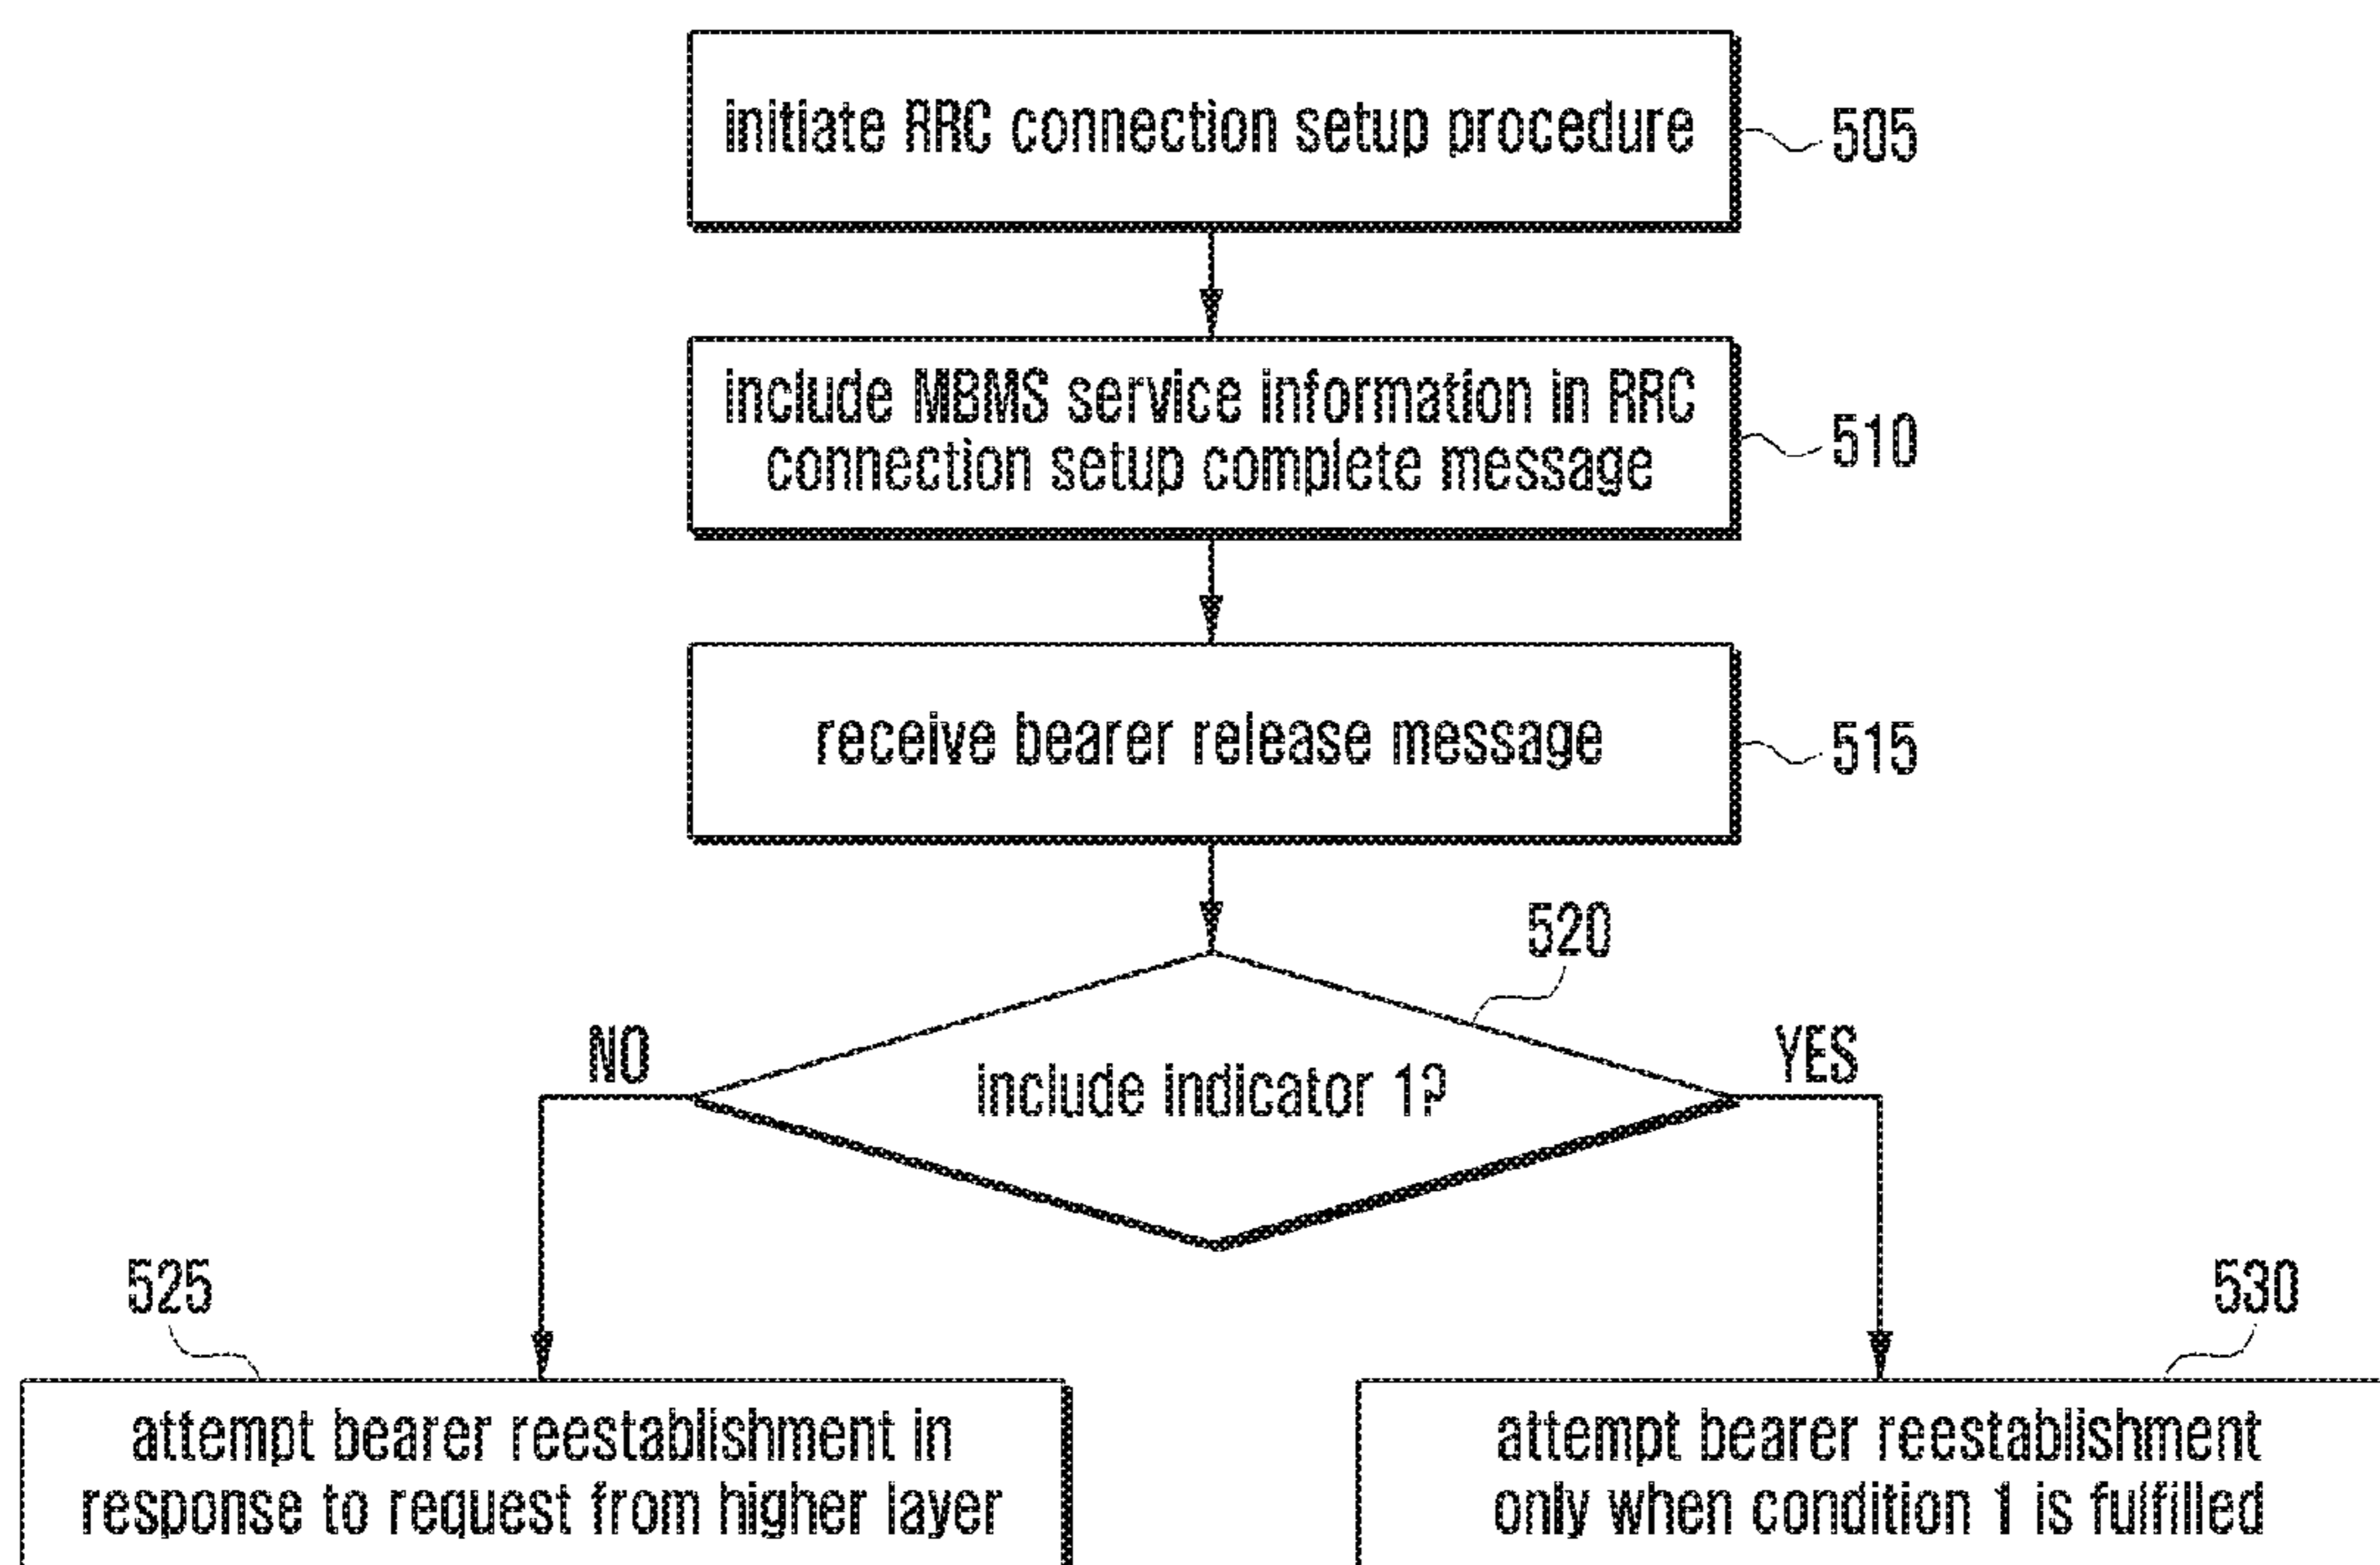 initiate RRC connection setup procedure
505
include MBMS service information in RRC
connection setup complete message
510
receive bearer release message
515
520
NO
include indicator 1?
YES
525
530
attempt bearer reestablishment in
response to request from higher layer
attempt bearer reestablishment
only when condition 1 is fulfilled